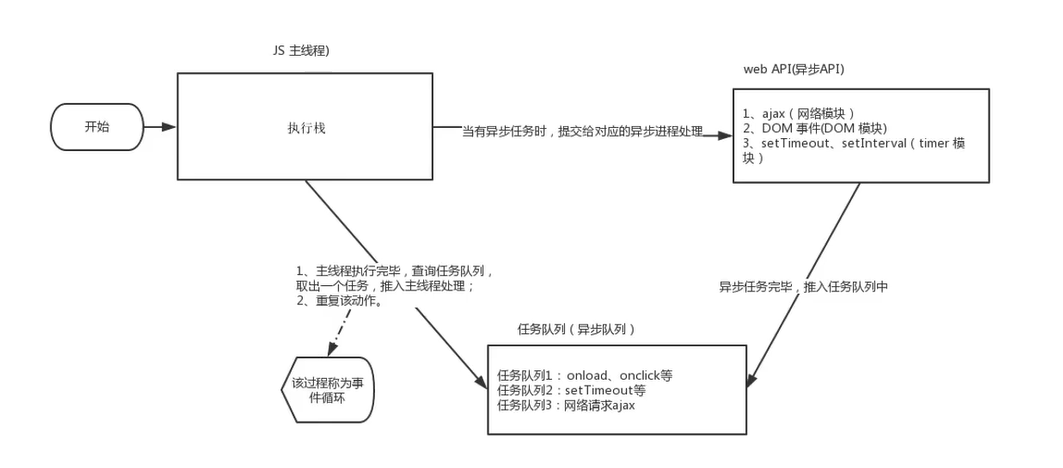 JS 主线程)
web API(异步API)
开始
执行栈
当有异步任务时，提交给对应的异步进程处理
1、ajax（网络模块）
2、DOM 事件(DOM 模块)
3、setTimeout、setInterval（timer 模
块）
1、主线程执行完毕，查询任务队列，
取出一个任务，推入主线程处理；
2、重复该动作。
异步任务完毕，推入任务队列中
任务队列（异步队列）
该过程称为事
件循环
任务队列1：onload、onclick等
任务队列2：setTimeout等
任务队列3：网络请求ajax